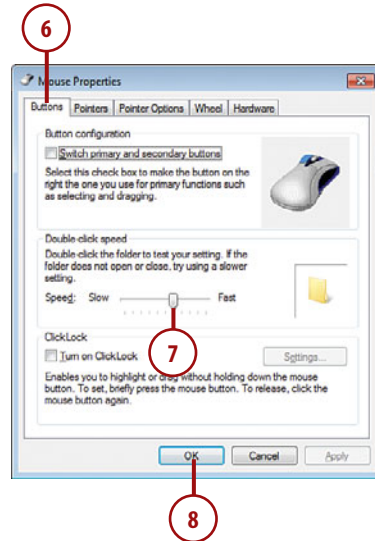 6
Mouse Properties
Buttons Pointers Pointer Options Wheel Hardware
Button configuration
Switch primary and secondary buttons
Select this check box to make the button on the
right the one you use for primary functions such
as selecting and dragging.
Double-click speed
Double-click the folder to test your setting. If the
folder does not open or close, try using a slower
setting.
Speed: Slow Fast
ClickLock
Turn on ClickLock
7
Settings...
Enables you to highlight or drag without holding down the mouse
button. To set, briefly press the mouse button. To release, click the
mouse button again.
OK Cancel Apply
8